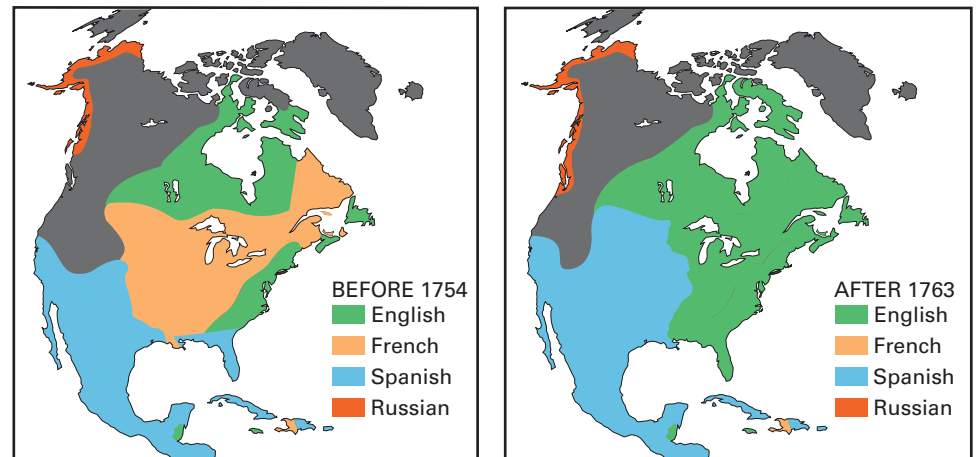 BEFORE 1754
English
French
Spanish
Russian
AFTER 1763
English
French
Spanish
Russian